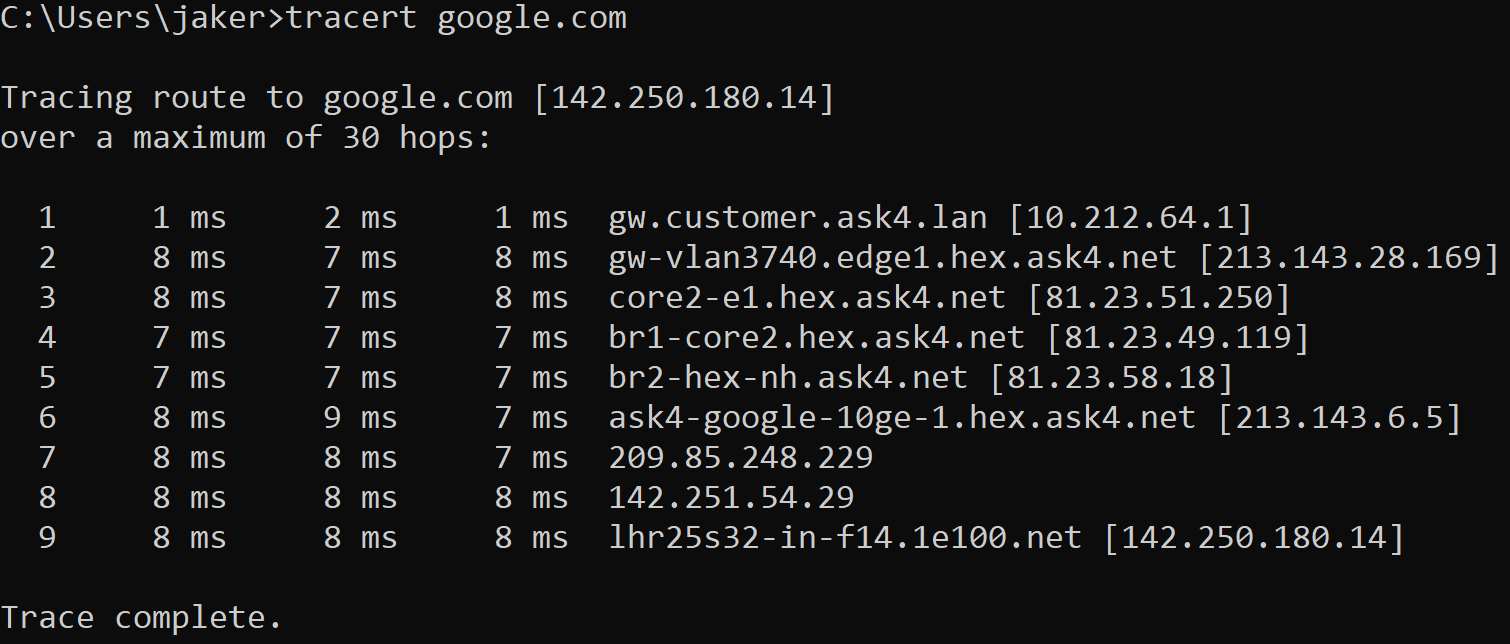 C:\Users\jaker>tracert google.com
Tracing route to google.com [142.250.180.14]
over a maximum of 30 hops:
1 1 ms 2 ms 1 ms gw.customer.ask4.lan [10.212.64.1]
2 8 ms 7 ms 8 ms gw-vlan3740.edge1.hex.ask4.net [213.143.28.169]
3 8 ms 7 ms 8 ms core2-e1.hex.ask4.net [81.23.51.250]
4 7 ms 7 ms 7 ms br1-core2.hex.ask4.net [81.23.49.119]
5 7 ms 7 ms 7 ms br2-hex-nh.ask4.net [81.23.58.18]
6 8 ms 9 ms 7 ms ask4-google-10ge-1.hex.ask4.net [213.143.6.5]
7 8 ms 8 ms 7 ms 209.85.248.229
8 8 ms 8 ms 8 ms 142.251.54.29
9 8 ms 8 ms 8 ms lhr25s32-in-f14.1e100.net [142.250.180.14]
Trace complete.